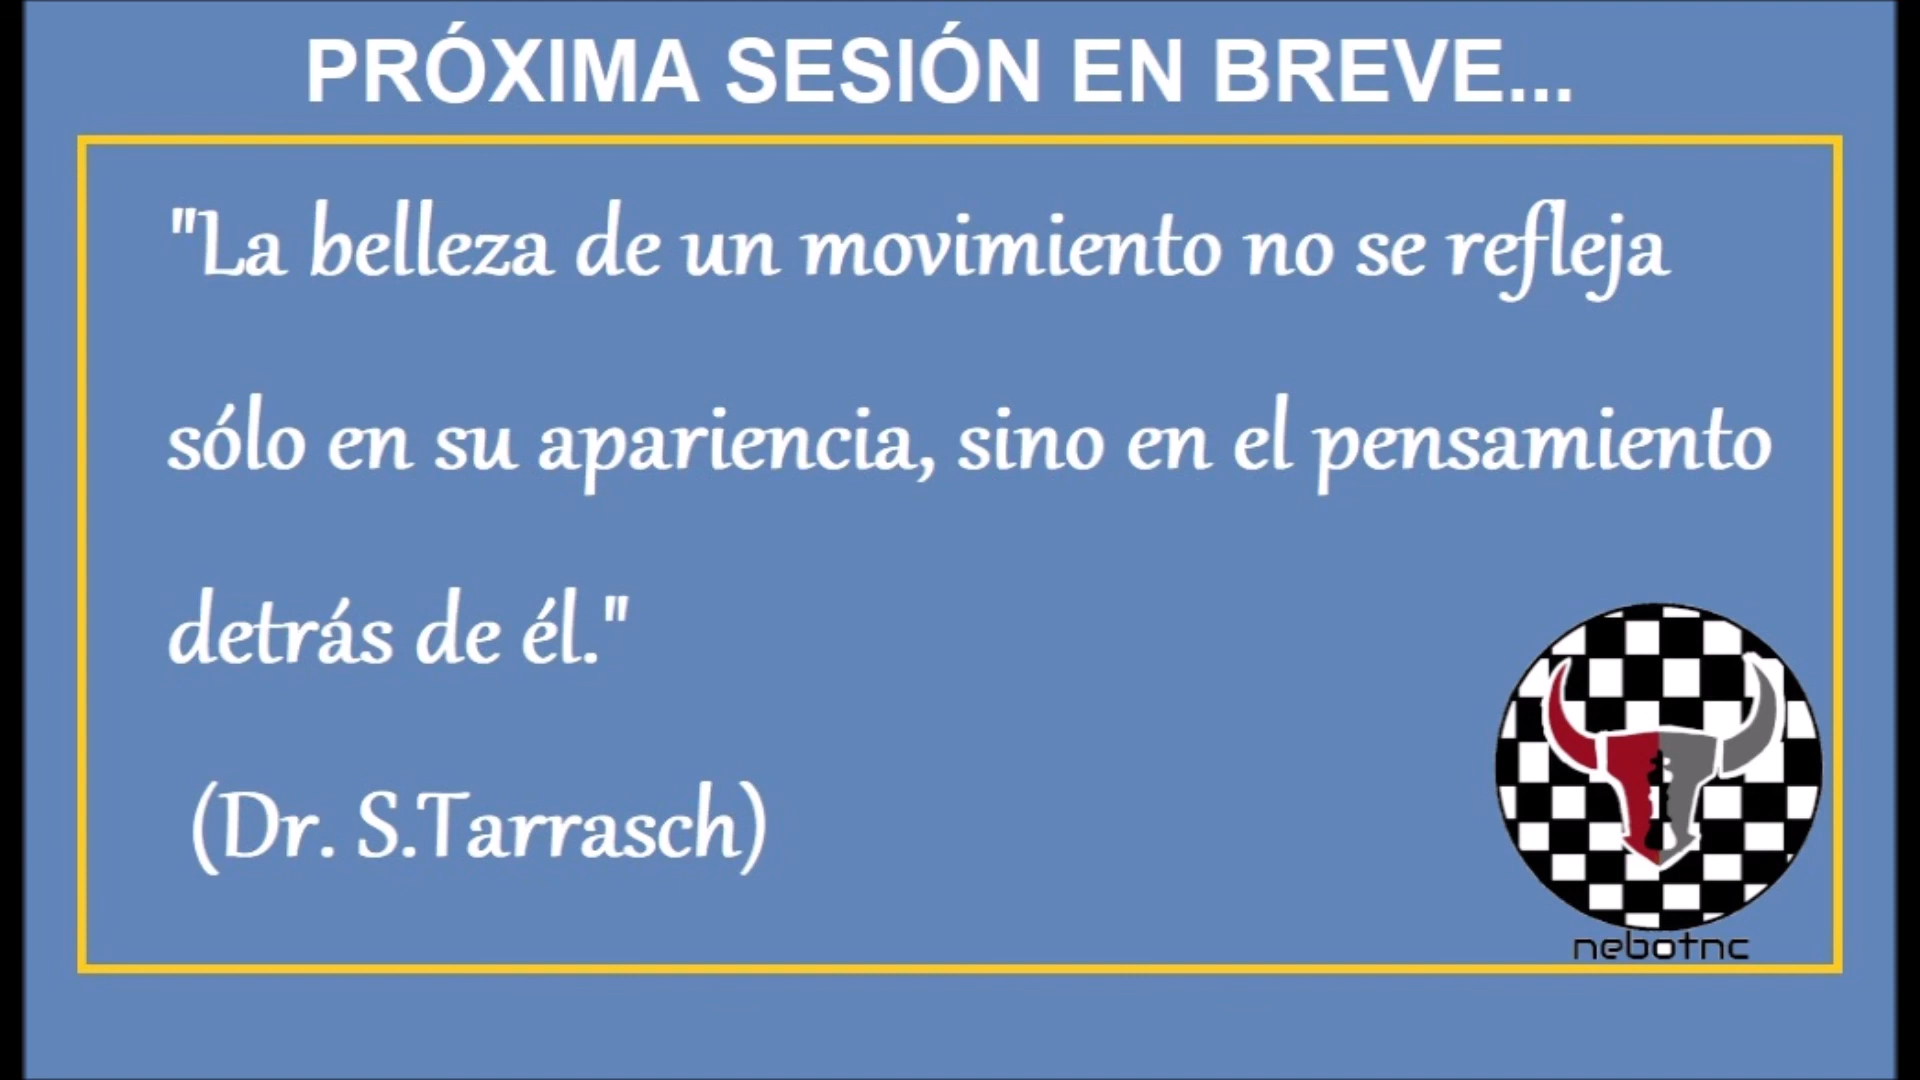 PRÓXIMA SESIÓN EN BREVE...
"La belleza de un movimiento no se refleja
sólo en su apariencia, sino en el pensamiento
detrás de él."
(Dr. S.Tarrasch)
nebotnc